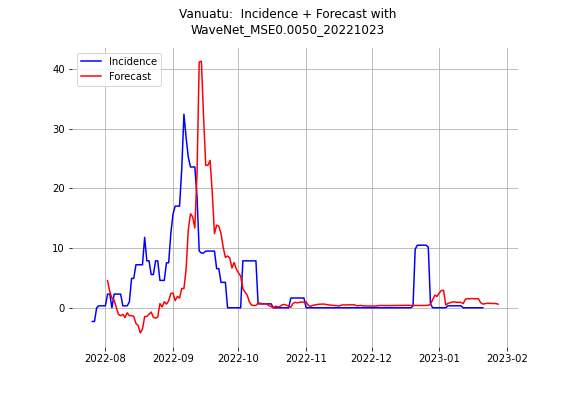 Vanuatu:  Incidence + Forecast with
WaveNet_MSE0.0050_20221023
Incidence
Forecast
40
30
20
10
0
2022-08 2022-09 2022-10 2022-11 2022-12 2023-01 2023-02